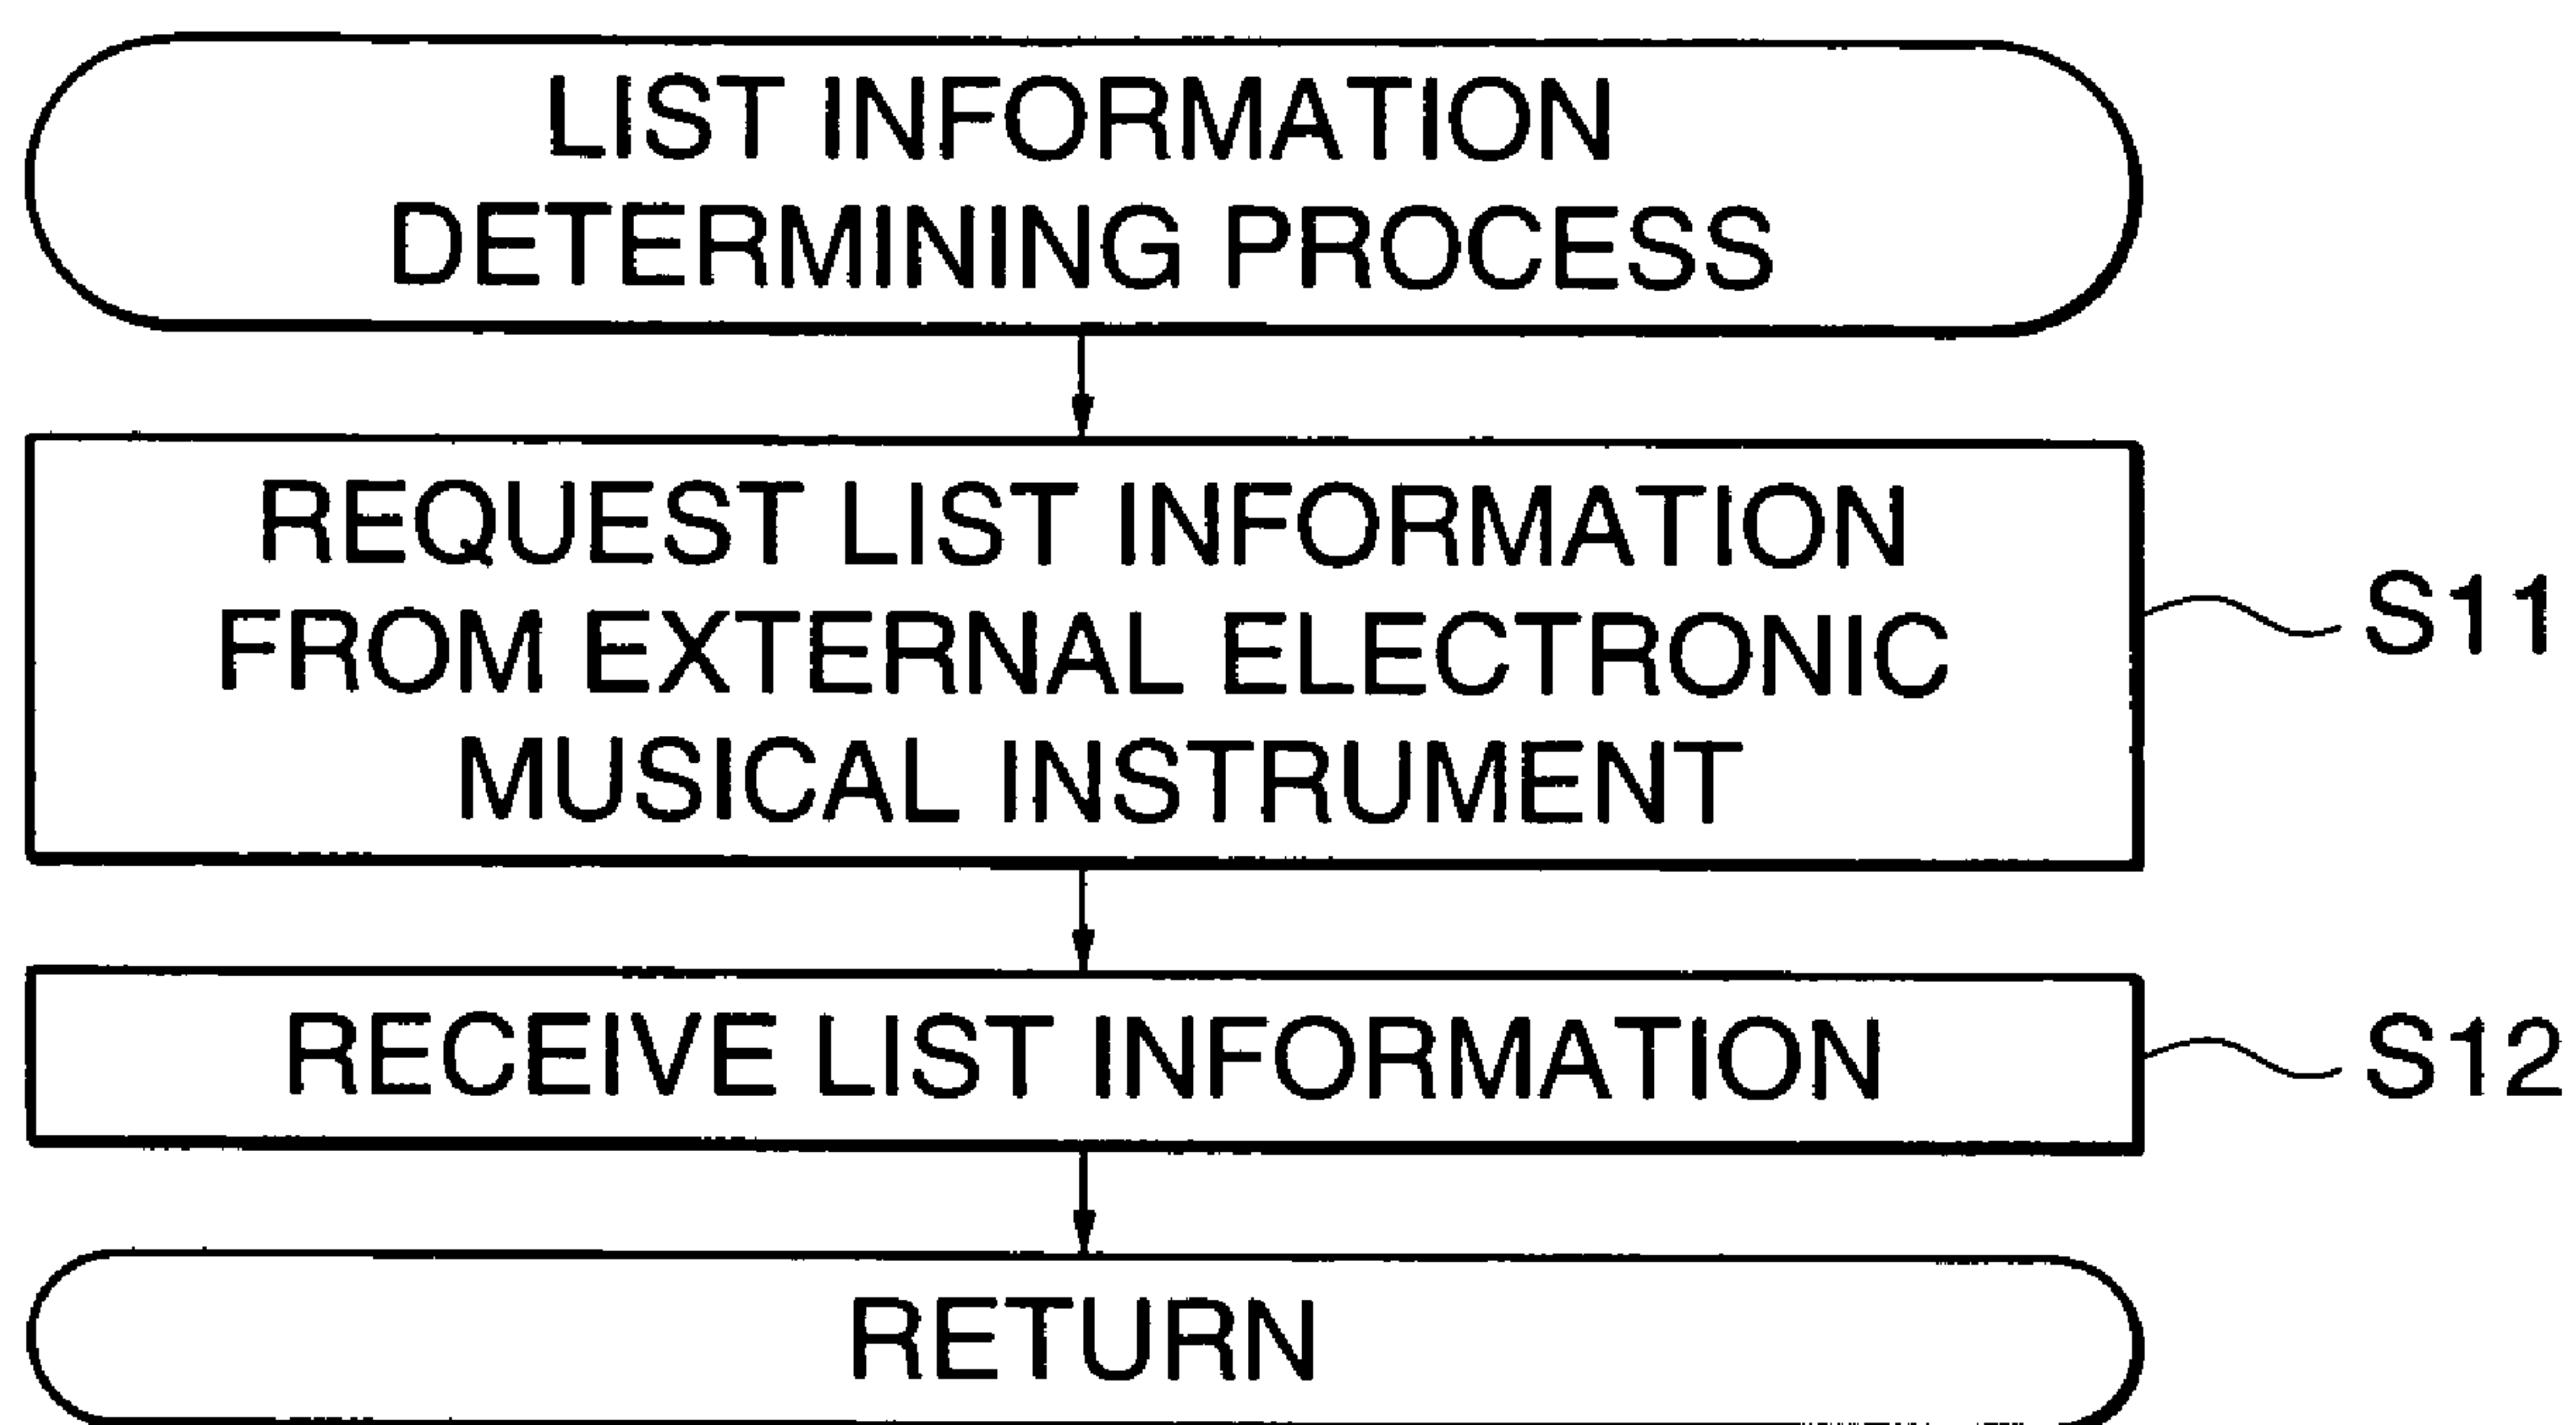 LIST INFORMATION
DETERMINING PROCESS
REQUEST LIST INFORMATION
FROM EXTERNAL ELECTRONIC
MUSICAL INSTRUMENT
S11
RECEIVE LIST INFORMATION
S12
RETURN